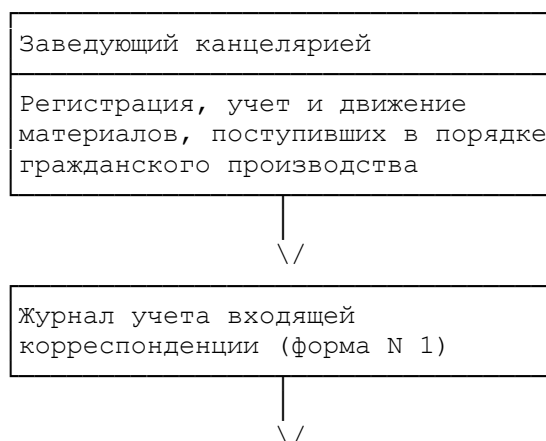 Заведующий канцелярией
Регистрация, учет и движение
материалов, поступивших в порядке
гражданского производства
Журнал учета входящей
корреспонденции (форма N 1)